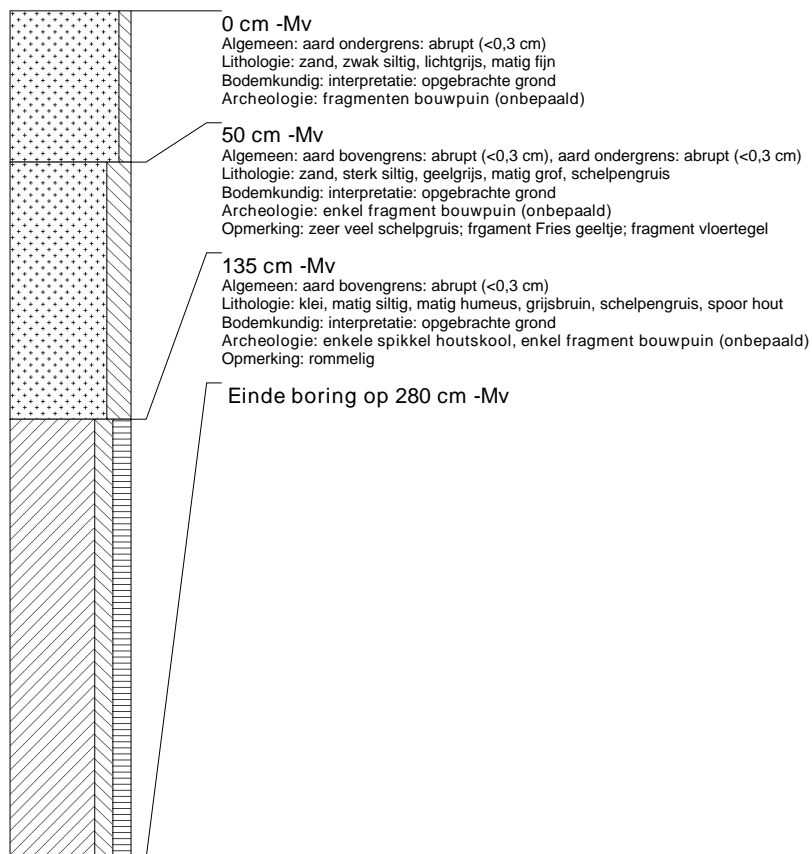 0 cm -Mv
Algemeen: aard ondergrens: abrupt (<0,3 cm)
Lithologie: zand, zwak siltig, lichtgrijs, matig fijn
Bodemkundig: interpretatie: opgebrachte grond
Archeologie: fragmenten bouwpuin (onbepaald)
50 cm -Mv
Algemeen: aard bovengrens: abrupt (<0,3 cm), aard ondergrens: abrupt (<0,3 cm)
Lithologie: zand, sterk siltig, geelgrijs, matig grof, schelpengruis
Bodemkundig: interpretatie: opgebrachte grond
Archeologie: enkel fragment bouwpuin (onbepaald)
Opmerking: zeer veel schelpgruis; frgament Fries geeltje; fragment vloertegel
135 cm -Mv
Algemeen: aard bovengrens: abrupt (<0,3 cm)
Lithologie: klei, matig siltig, matig humeus, grijsbruin, schelpengruis, spoor hout
Bodemkundig: interpretatie: opgebrachte grond
Archeologie: enkele spikkel houtskool, enkel fragment bouwpuin (onbepaald)
Opmerking: rommelig
Einde boring op 280 cm -Mv